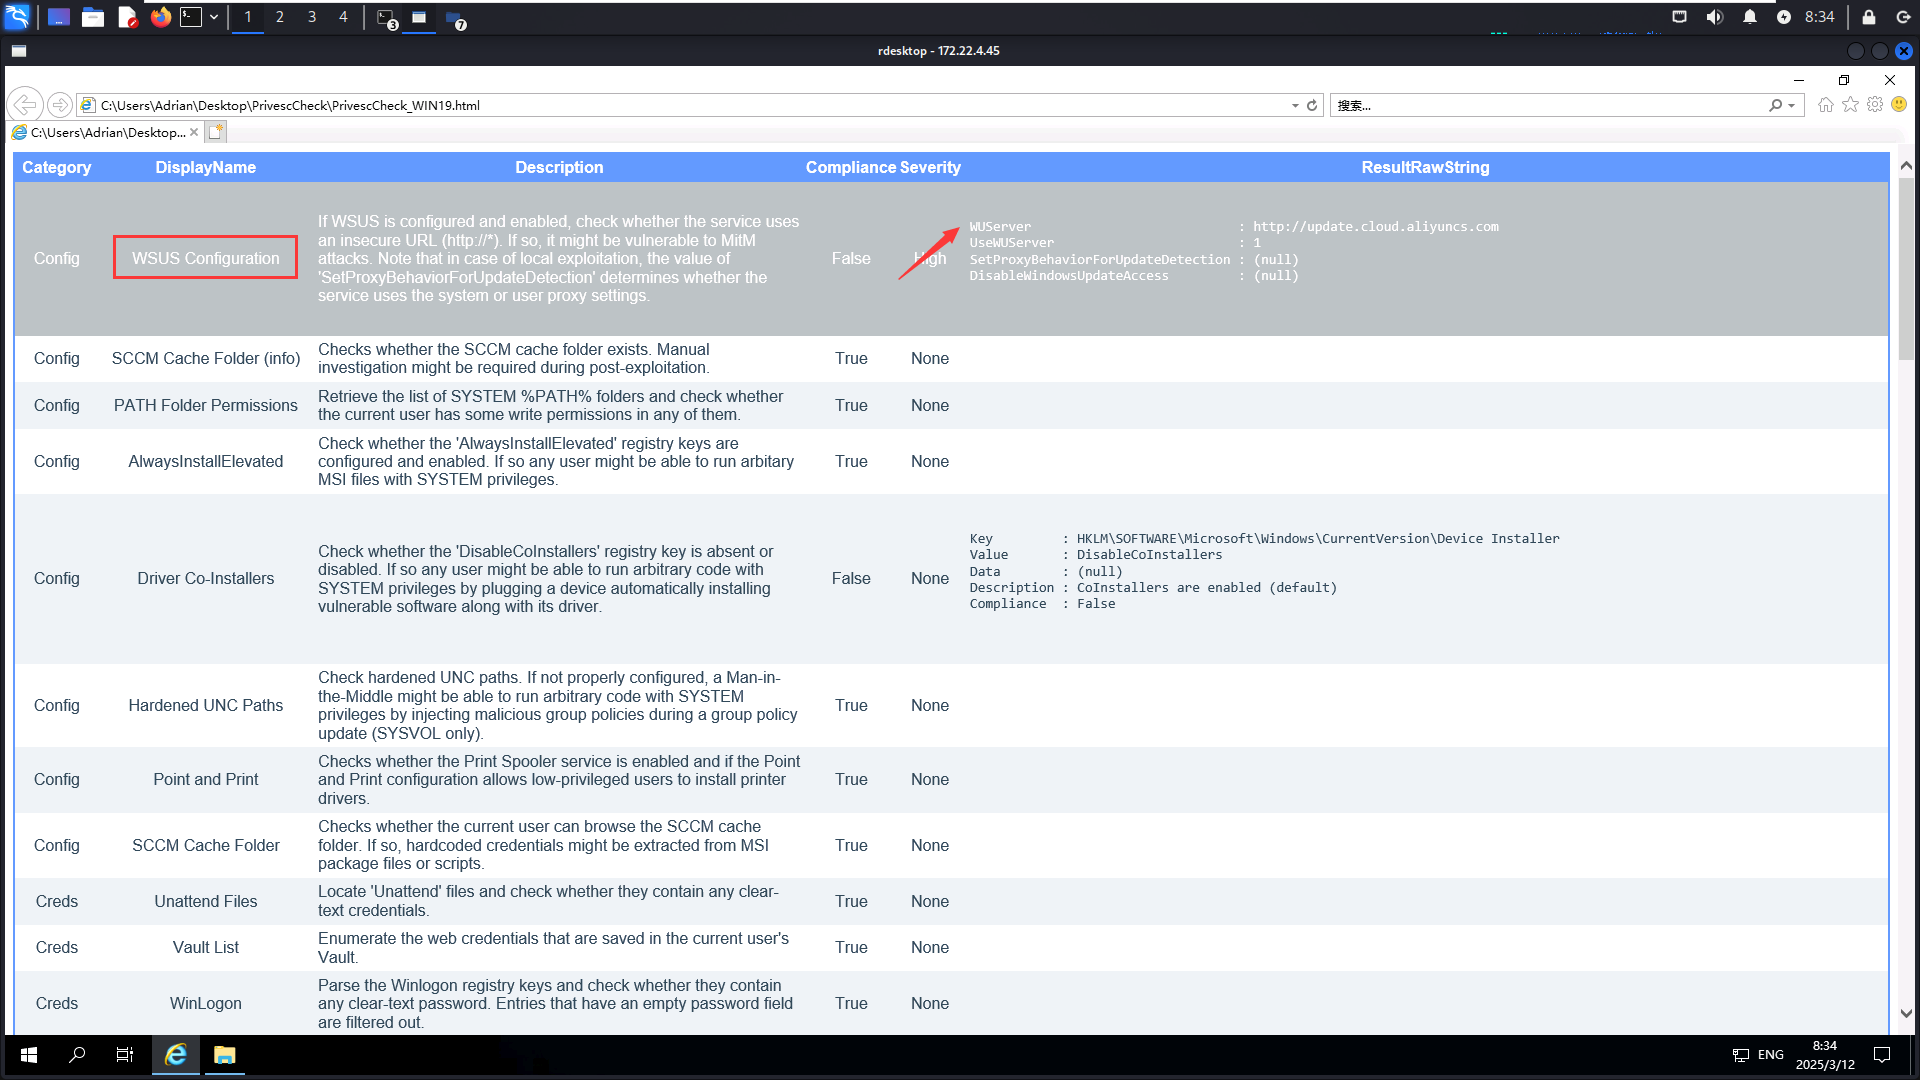 1 2 3 4 3 7 8:34
rdesktop - 172.22.4.45
C:\Users\Adrian\Desktop\PrivescCheck\PrivescCheck_WIN19.html
搜索...
C:\Users\Adrian\Desktop...
Category DisplayName Description Compliance Severity ResultRawString
Config
WSUS Configuration
If WSUS is configured and enabled, check whether the service uses
an insecure URL (http://*). If so, it might be vulnerable to MitM
attacks. Note that in case of local exploitation, the value of
'SetProxyBehaviorForUpdateDetection' determines whether the
service uses the system or user proxy settings.
False
High
WUServer : http://update.cloud.aliyuncs.com
UseWUServer : 1
SetProxyBehaviorForUpdateDetection : (null)
DisableWindowsUpdateAccess : (null)
Config
SCCM Cache Folder (info)
Checks whether the SCCM cache folder exists. Manual
investigation might be required during post-exploitation.
True
None
Config
PATH Folder Permissions
Retrieve the list of SYSTEM %PATH% folders and check whether
the current user has some write permissions in any of them.
True
None
Config
AlwaysInstallElevated
Check whether the 'AlwaysInstallElevated' registry keys are
configured and enabled. If so any user might be able to run arbitary
MSI files with SYSTEM privileges.
True
None
Config
Driver Co-Installers
Check whether the 'DisableCoInstallers' registry key is absent or
disabled. If so any user might be able to run arbitrary code with
SYSTEM privileges by plugging a device automatically installing
vulnerable software along with its driver.
False
None
Key : HKLM\SOFTWARE\Microsoft\Windows\CurrentVersion\Device Installer
Value : DisableCoInstallers
Data : (null)
Description : CoInstallers are enabled (default)
Compliance : False
Config
Hardened UNC Paths
Check hardened UNC paths. If not properly configured, a Man-in-
the-Middle might be able to run arbitrary code with SYSTEM
privileges by injecting malicious group policies during a group policy
update (SYSVOL only).
True
None
Config
Point and Print
Checks whether the Print Spooler service is enabled and if the Point
and Print configuration allows low-privileged users to install printer
drivers.
True
None
Config
SCCM Cache Folder
Checks whether the current user can browse the SCCM cache
folder. If so, hardcoded credentials might be extracted from MSI
package files or scripts.
True
None
Creds
Unattend Files
Locate 'Unattend' files and check whether they contain any clear-
text credentials.
True
None
Creds
Vault List
Enumerate the web credentials that are saved in the current user's
Vault.
True
None
Creds
WinLogon
Parse the Winlogon registry keys and check whether they contain
any clear-text password. Entries that have an empty password field
are filtered out.
True
None
ENG
8:34
2025/3/12